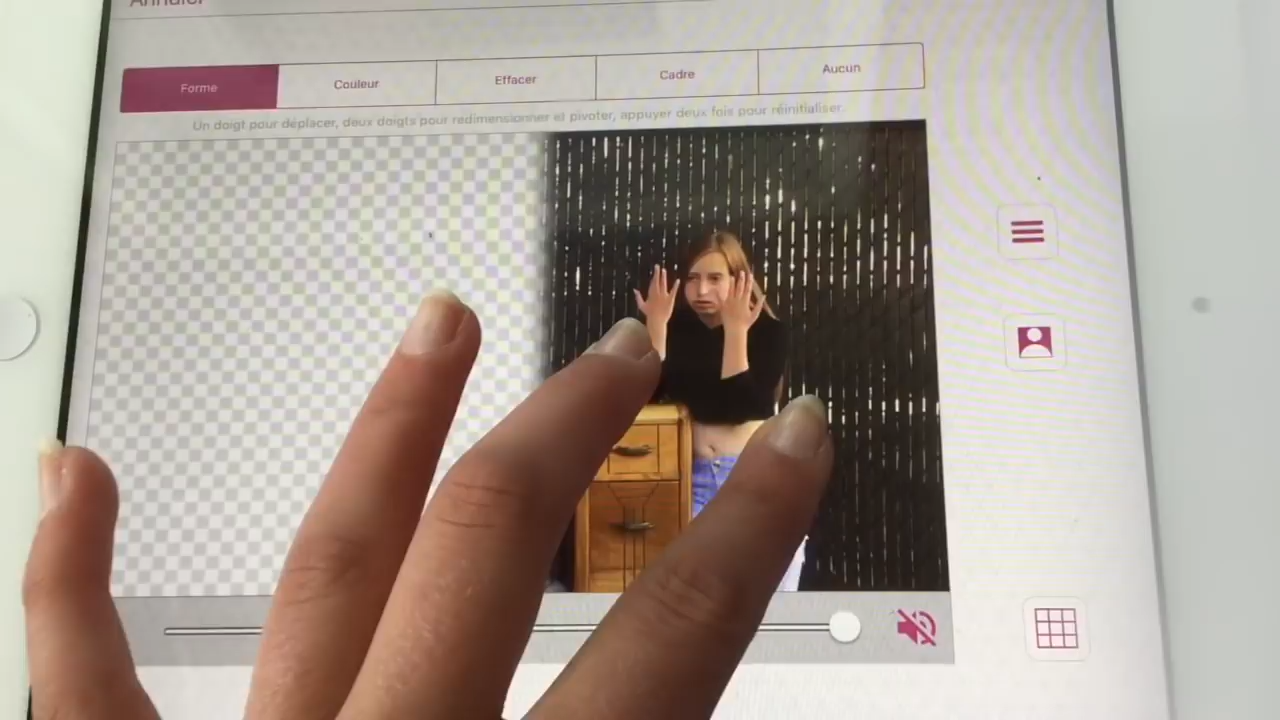 Annuler
Forme Couleur Effacer Cadre Aucun
Un doigt pour déplacer, deux doigts pour redimensionner et pivoter, appuyer deux fois pour réinitialiser.